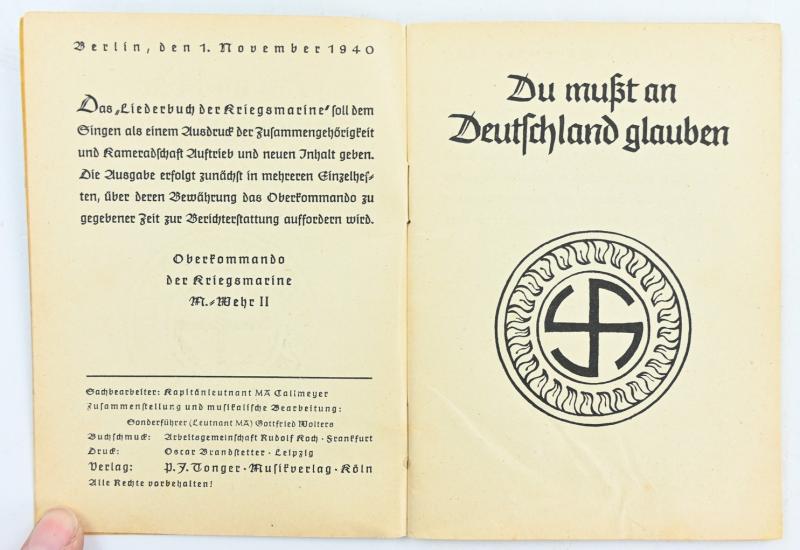 Berlin, den 1. November 1940
Das „Liederbuch der Kriegsmarine" soll dem
Singen als einem Ausdruck der Zusammengehörigkeit
und Kameradschaft Auftrieb und neuen Inhalt geben.
Die Ausgabe erfolgt zunächst in mehreren Einzelhef-
ten, über deren Bewährung das Oberkommando zu
gegebener Zeit zur Berichterstattung auffordern wird.
Oberkommando
der Kriegsmarine
M.-Wehr II
Sachbearbeiter: Kapitänleutnant MA Callmeyer
Zusammenstellung und musikalische Bearbeitung:
Sonderführer (Leutnant MA) Gottfried Wolters
Buchschmuck: Arbeitsgemeinschaft Rudolf Koch · Frankfurt
Druck: Oscar Brandstetter · Leipzig
Verlag: P. J. Tonger · Musikverlag · Köln
Alle Rechte vorbehalten!
Du mußt an
Deutschland glauben